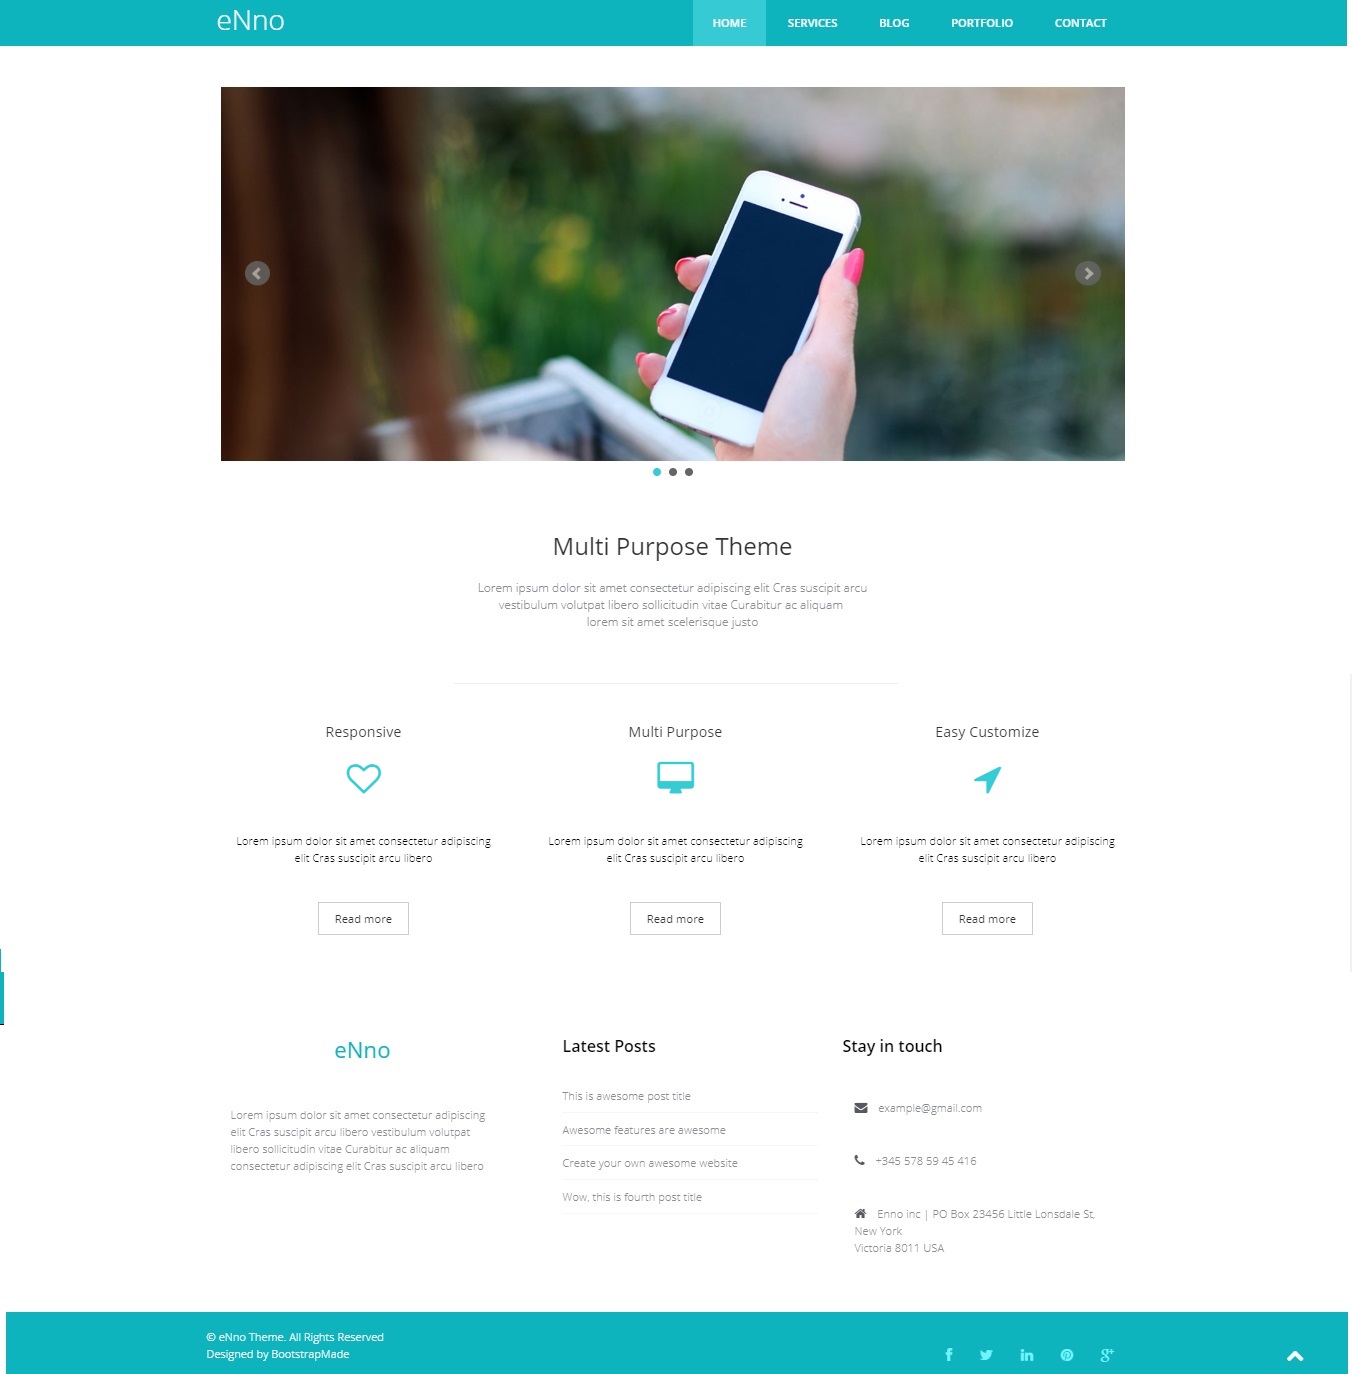 eNno
HOME SERVICES BLOG PORTFOLIO CONTACT
Multi Purpose Theme
Lorem ipsum dolor sit amet consectetur adipiscing elit Cras suscipit arcu
vestibulum volutpat libero sollicitudin vitae Curabitur ac aliquam
lorem sit amet scelerisque justo
Responsive
Lorem ipsum dolor sit amet consectetur adipiscing
elit Cras suscipit arcu libero
Read more
Multi Purpose
Lorem ipsum dolor sit amet consectetur adipiscing
elit Cras suscipit arcu libero
Read more
Easy Customize
Lorem ipsum dolor sit amet consectetur adipiscing
elit Cras suscipit arcu libero
Read more
eNno
Lorem ipsum dolor sit amet consectetur adipiscing
elit Cras suscipit arcu libero vestibulum volutpat
libero sollicitudin vitae Curabitur ac aliquam
consectetur adipiscing elit Cras suscipit arcu libero
Latest Posts
This is awesome post title
Awesome features are awesome
Create your own awesome website
Wow, this is fourth post title
Stay in touch
example@gmail.com
+345 578 59 45 416
Enno inc | PO Box 23456 Little Lonsdale St,
New York
Victoria 8011 USA
© eNno Theme. All Rights Reserved
Designed by BootstrapMade